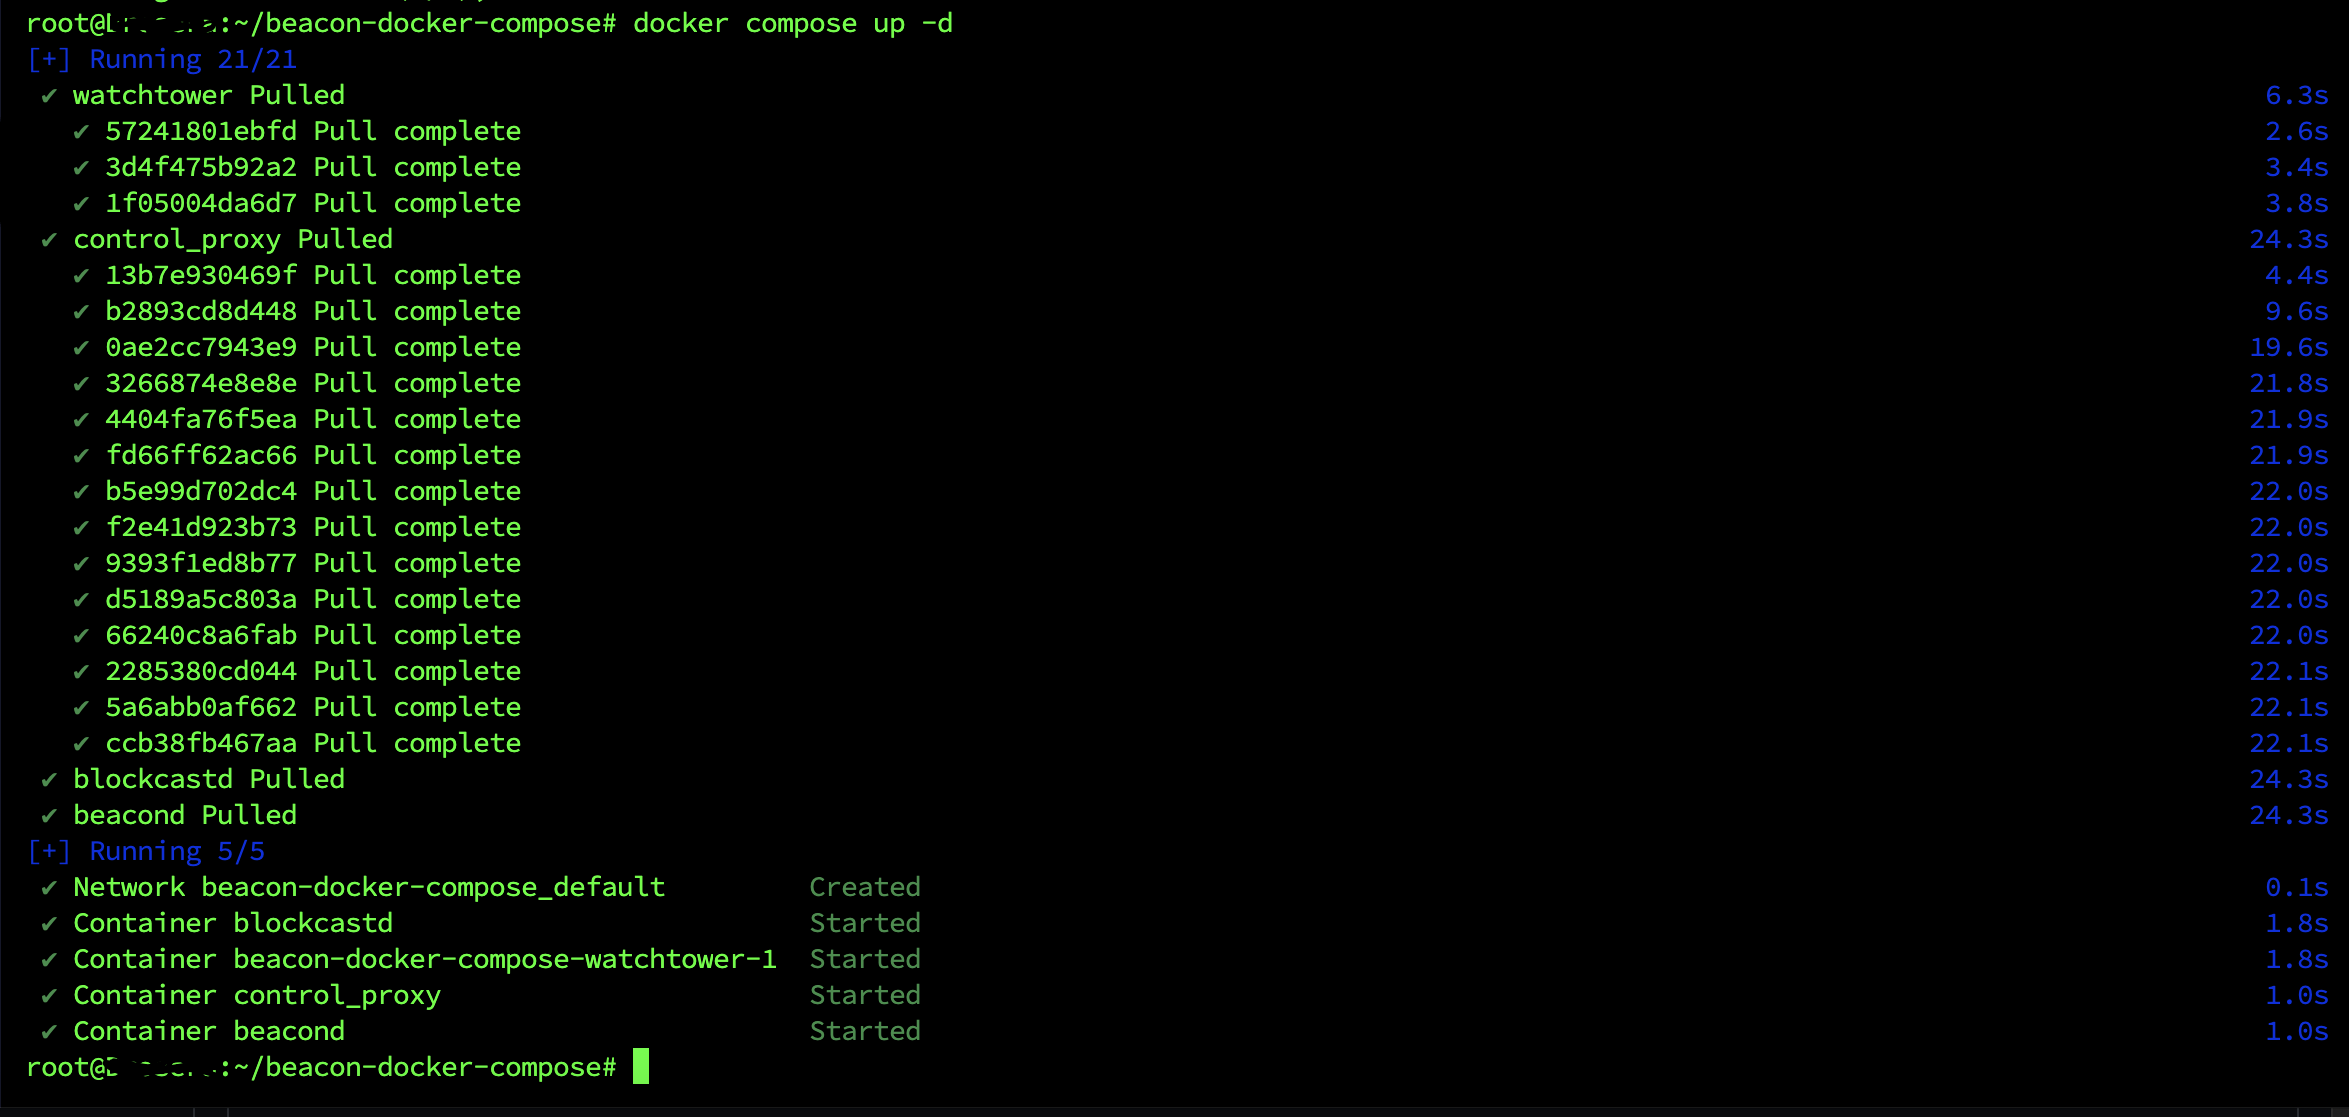 root@:~/beacon-docker-compose# docker compose up -d
[+] Running 21/21
✔ watchtower Pulled 6.3s
✔ 57241801ebfd Pull complete 2.6s
✔ 3d4f475b92a2 Pull complete 3.4s
✔ 1f05004da6d7 Pull complete 3.8s
✔ control_proxy Pulled 24.3s
✔ 13b7e930469f Pull complete 4.4s
✔ b2893cd8d448 Pull complete 9.6s
✔ 0ae2cc7943e9 Pull complete 19.6s
✔ 3266874e8e8e Pull complete 21.8s
✔ 4404fa76f5ea Pull complete 21.9s
✔ fd66ff62ac66 Pull complete 21.9s
✔ b5e99d702dc4 Pull complete 22.0s
✔ f2e41d923b73 Pull complete 22.0s
✔ 9393f1ed8b77 Pull complete 22.0s
✔ d5189a5c803a Pull complete 22.0s
✔ 66240c8a6fab Pull complete 22.0s
✔ 2285380cd044 Pull complete 22.1s
✔ 5a6abb0af662 Pull complete 22.1s
✔ ccb38fb467aa Pull complete 22.1s
✔ blockcastd Pulled 24.3s
✔ beacond Pulled 24.3s
[+] Running 5/5
✔ Network beacon-docker-compose_default Created 0.1s
✔ Container blockcastd Started 1.8s
✔ Container beacon-docker-compose-watchtower-1 Started 1.8s
✔ Container control_proxy Started 1.0s
✔ Container beacond Started 1.0s
root@:~/beacon-docker-compose#